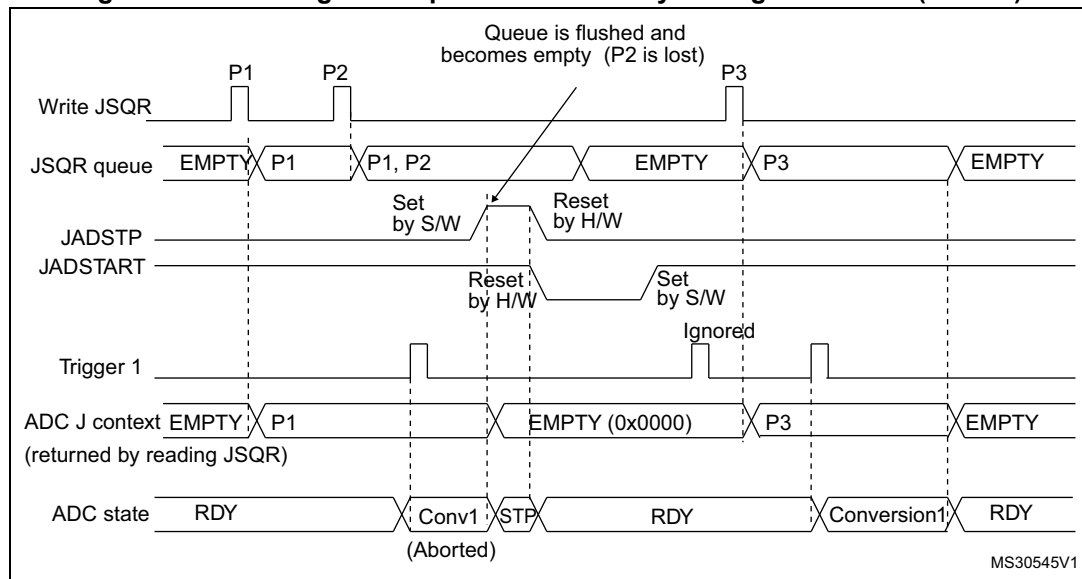 Queue is flushed and
becomes empty (P2 is lost)
P1
P2
P3
Write JSQR
JSQR queue
EMPTY
P1
P1, P2
EMPTY
P3
EMPTY
Set
by S/W
Reset
by H/W
JADSTP
JADSTART
Reset
by H/W
Set
by S/W
Ignored
Trigger 1
ADC J context
(returned by reading JSQR)
EMPTY
P1
EMPTY (0x0000)
P3
EMPTY
ADC state
RDY
Conv1
(Aborted)
STP
RDY
Conversion1
RDY
MS30545V1